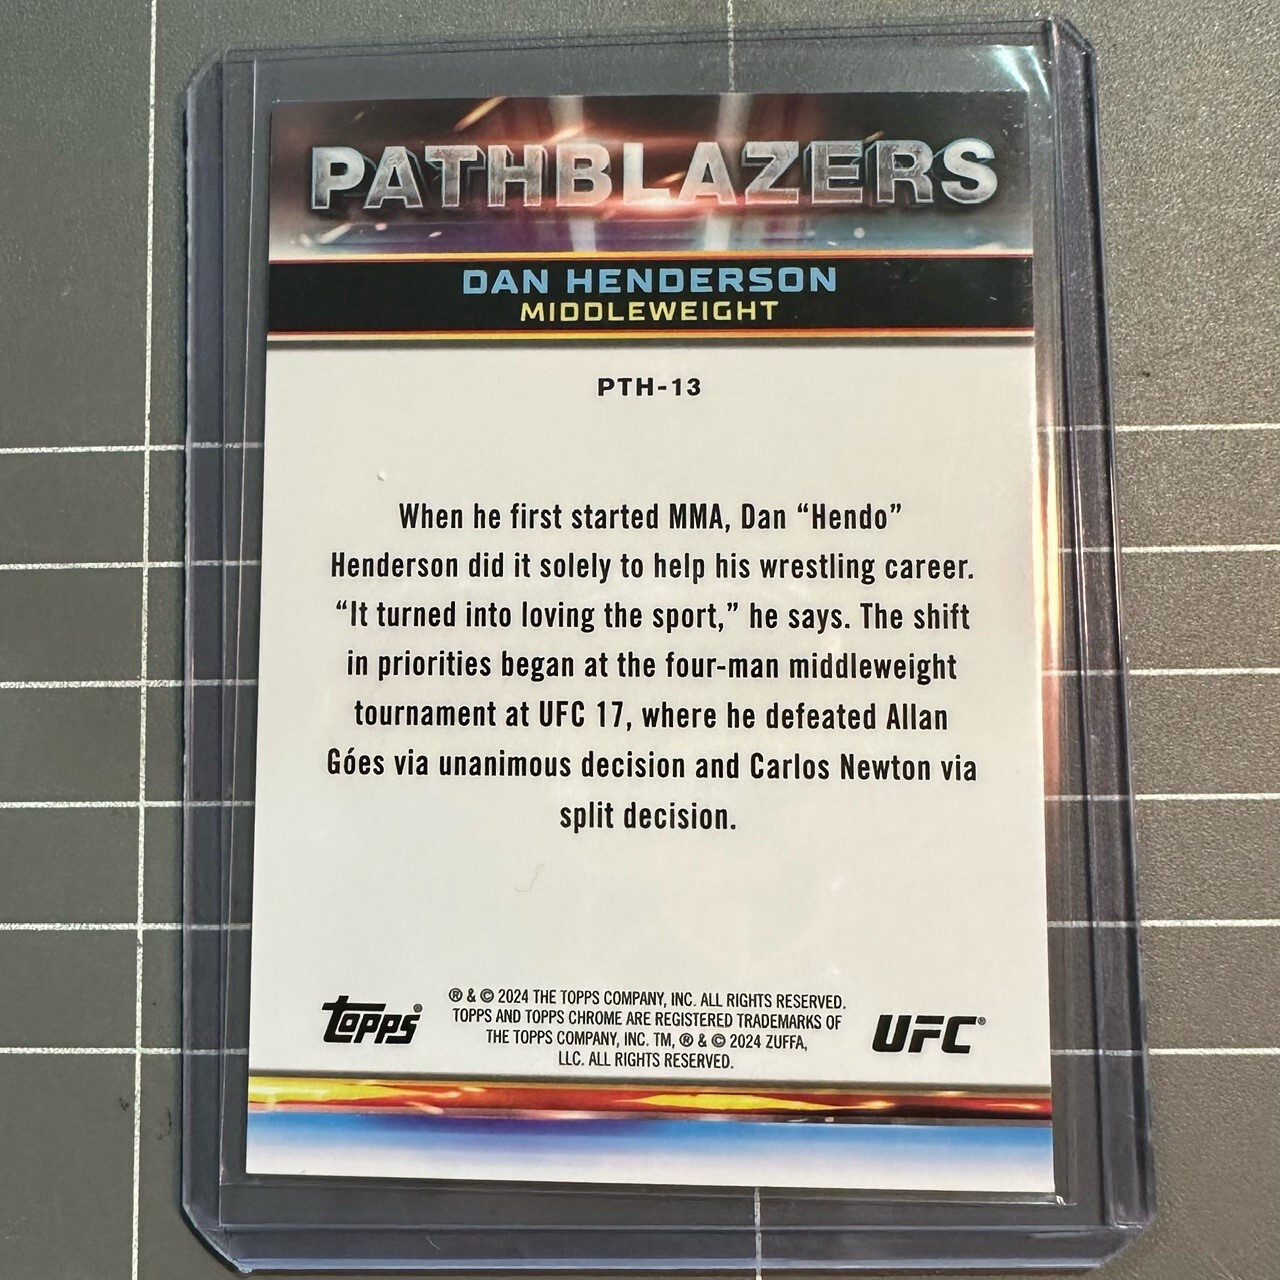 PATHBLAZERS
DAN HENDERSON
MIDDLEWEIGHT
PTH-13
When he first started MMA, Dan “Hendo”
Henderson did it solely to help his wrestling career.
“It turned into loving the sport,” he says. The shift
in priorities began at the four-man middleweight
tournament at UFC 17, where he defeated Allan
Góes via unanimous decision and Carlos Newton via
split decision.
topps®
® & © 2024 THE TOPPS COMPANY, INC. ALL RIGHTS RESERVED.
TOPPS AND TOPPS CHROME ARE REGISTERED TRADEMARKS OF
THE TOPPS COMPANY, INC. TM, ® & © 2024 ZUFFA,
LLC. ALL RIGHTS RESERVED.
UFC®